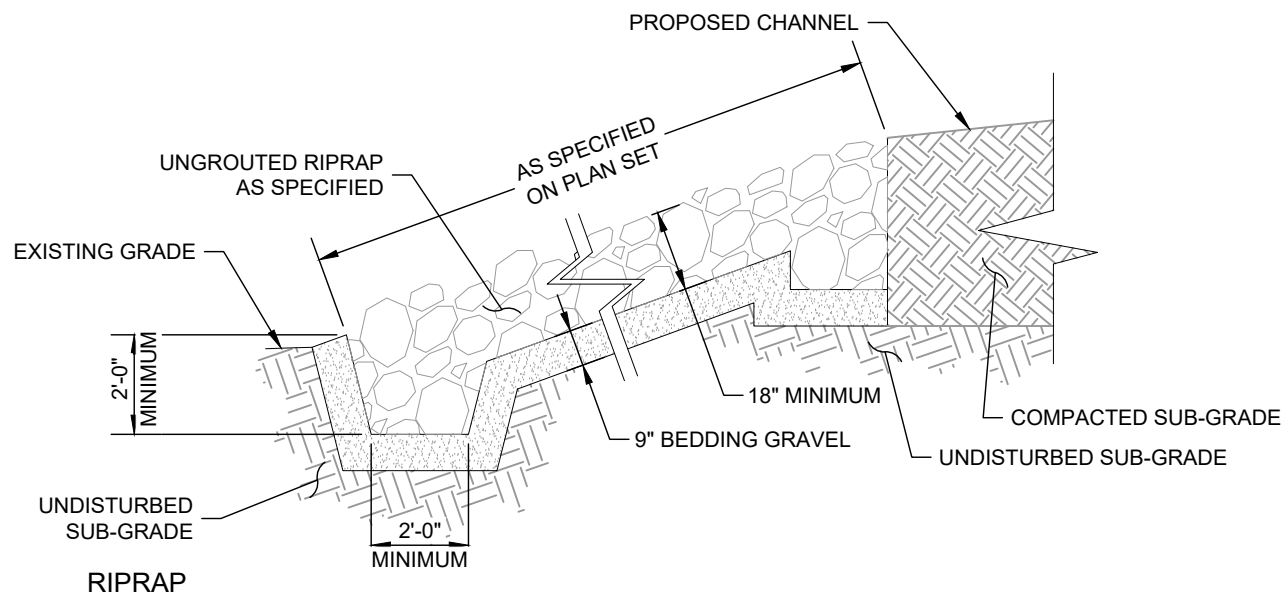 PROPOSED CHANNEL
AS SPECIFIED
ON PLAN SET
UNGROUTED RIPRAP
AS SPECIFIED
EXISTING GRADE
2'-0"
MINIMUM
18" MINIMUM
9" BEDDING GRAVEL
COMPACTED SUB-GRADE
UNDISTURBED SUB-GRADE
UNDISTURBED
SUB-GRADE
2'-0"
MINIMUM
RIPRAP